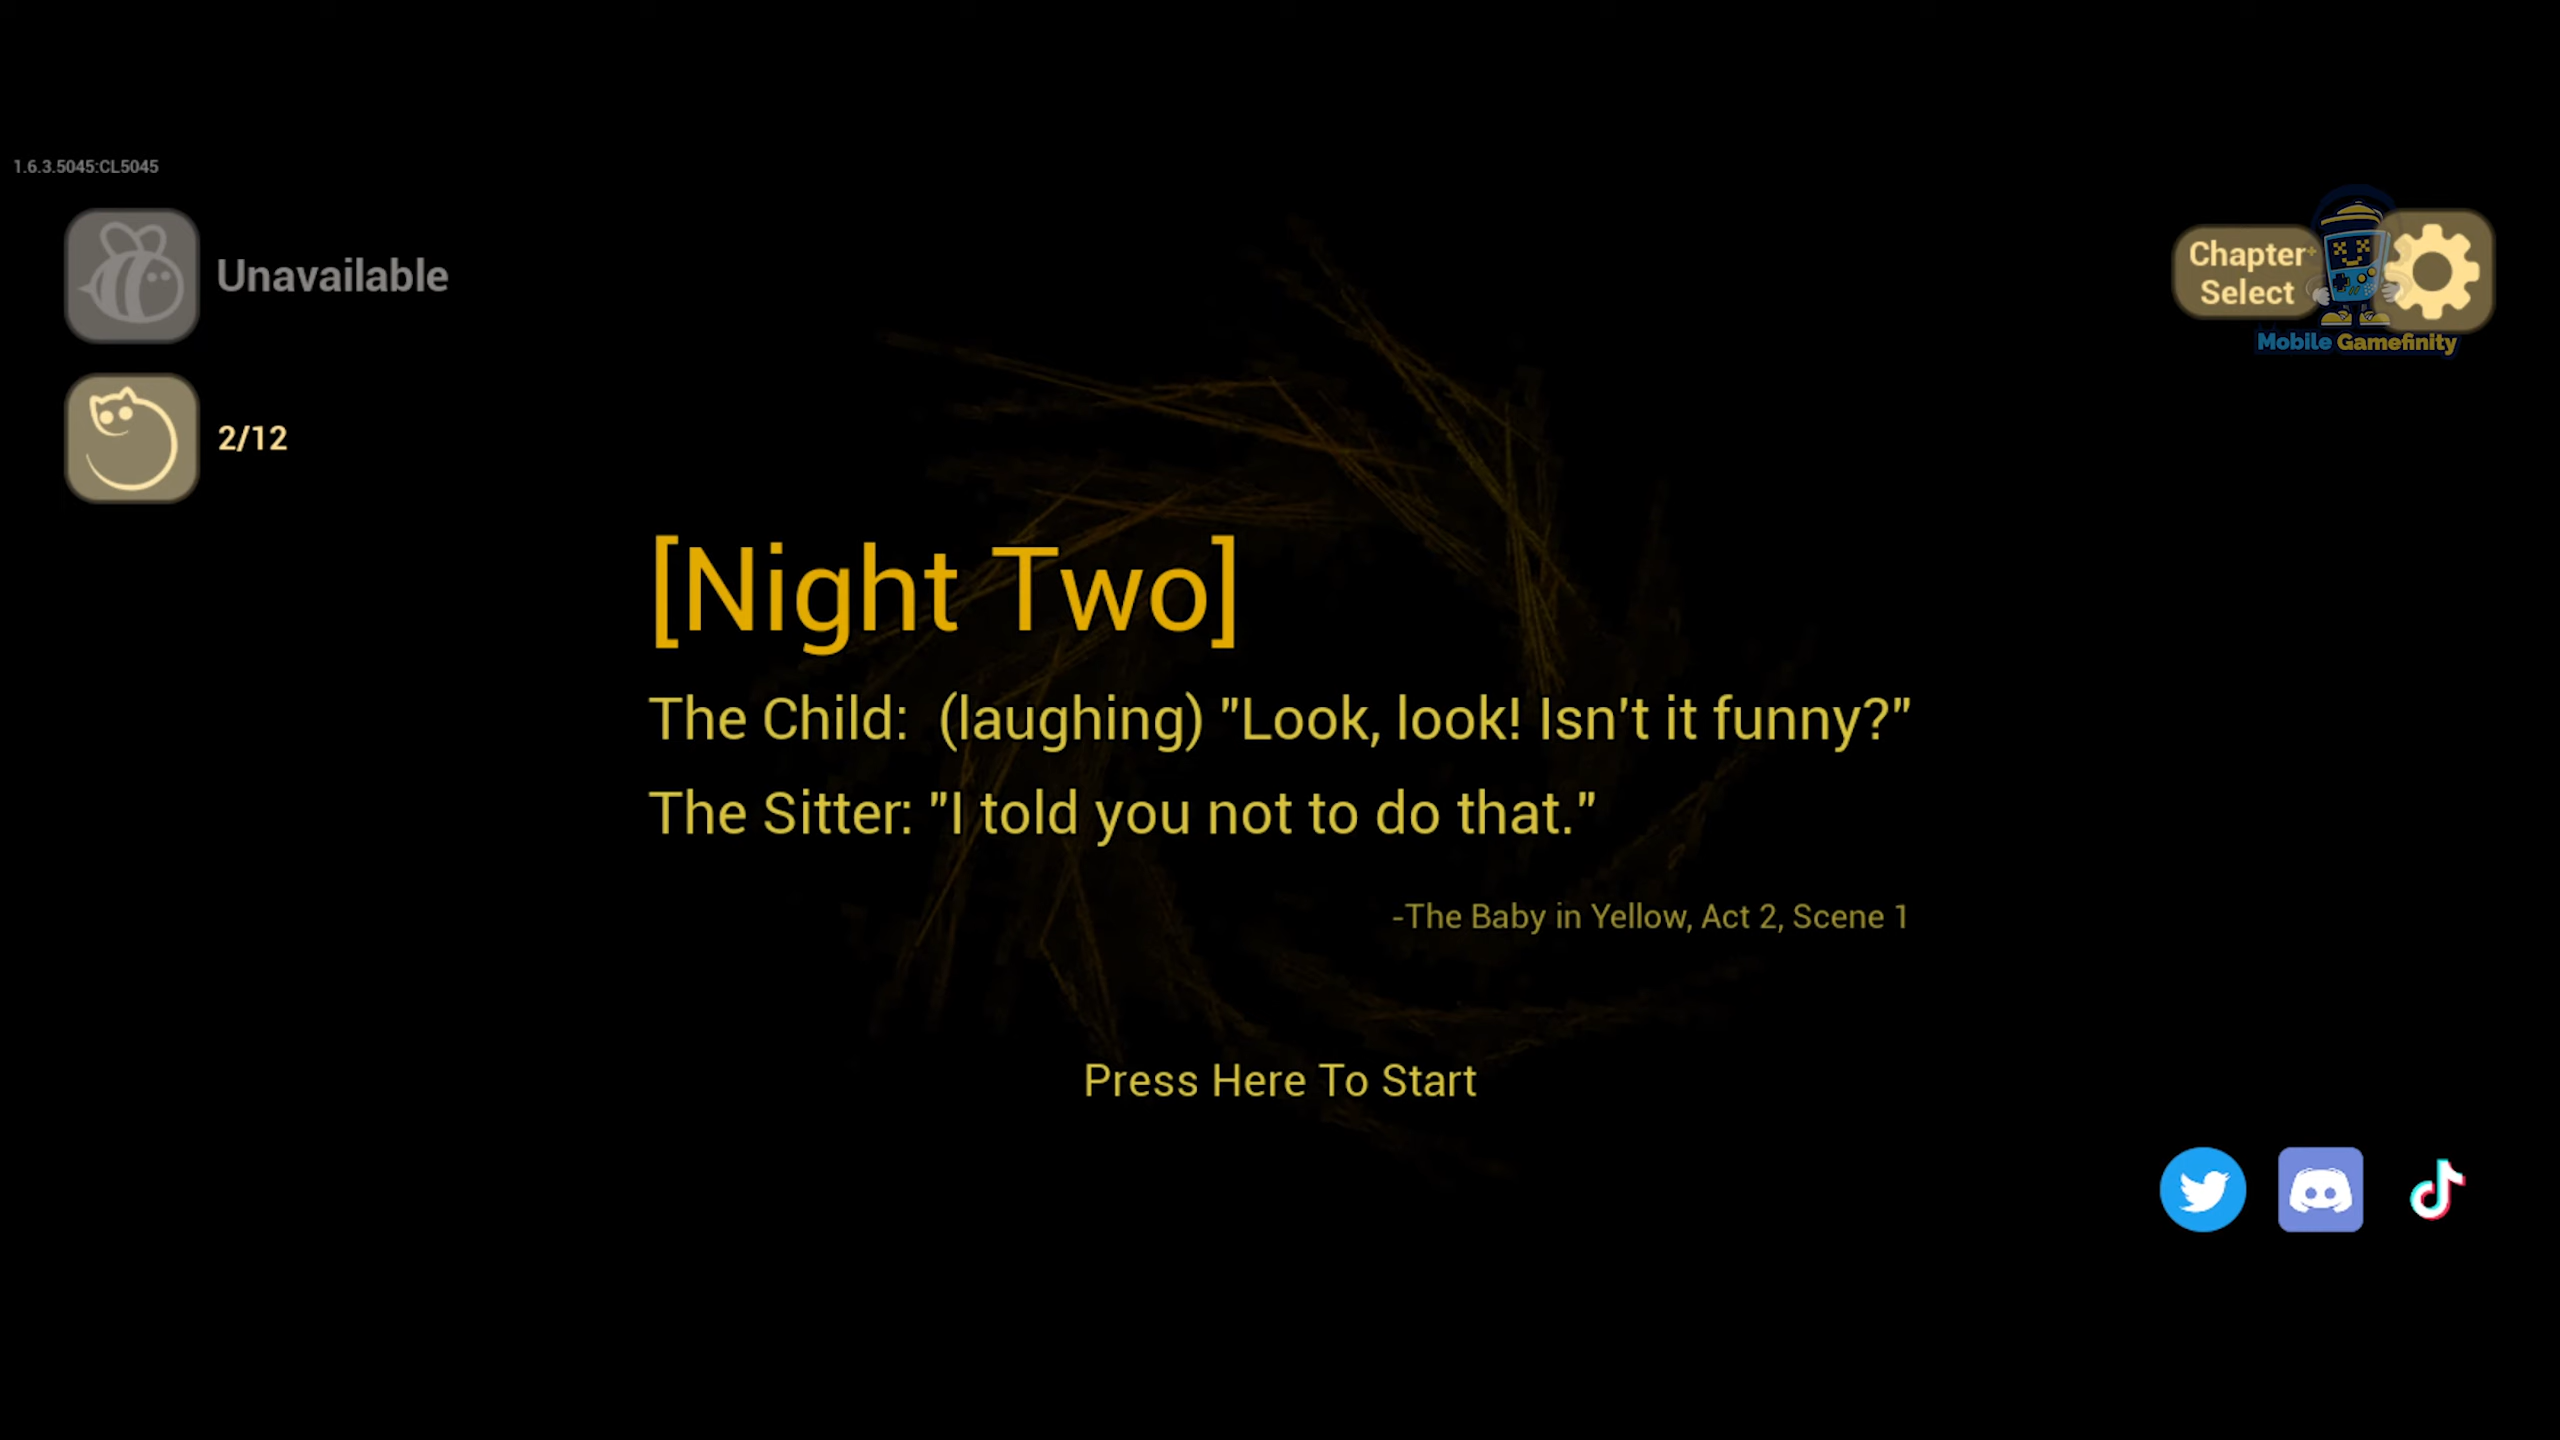 1.6.3.5045:CL5045
Unavailable
Chapter
Select
Mobile Gamefinity
2/12
[Night Two]
The Child:  (laughing) "Look, look! Isn't it funny?"
The Sitter: "I told you not to do that."
-The Baby in Yellow, Act 2, Scene 1
Press Here To Start